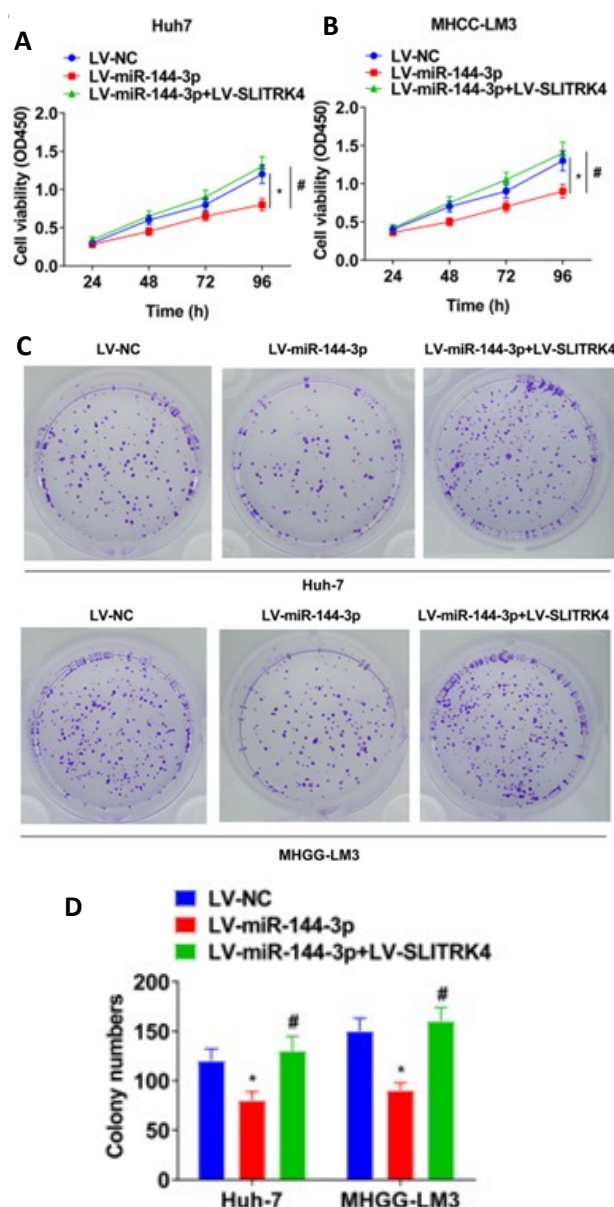 A
Huh7
LV-NC
LV-miR-144-3p
LV-miR-144-3p+LV-SLITRK4
Cell viability (OD450)
2.0
1.5
1.0
0.5
0.0
24 48 72 96
Time (h)
* #
B
MHCC-LM3
LV-NC
LV-miR-144-3p
LV-miR-144-3p+LV-SLITRK4
Cell viability (OD450)
2.0
1.5
1.0
0.5
0.0
24 48 72 96
Time (h)
* #
C
LV-NC LV-miR-144-3p LV-miR-144-3p+LV-SLITRK4
Huh-7
LV-NC LV-miR-144-3p LV-miR-144-3p+LV-SLITRK4
MHGG-LM3
D
LV-NC
LV-miR-144-3p
LV-miR-144-3p+LV-SLITRK4
Colony numbers
200
150
100
50
0
* # * #
Huh-7 MHGG-LM3